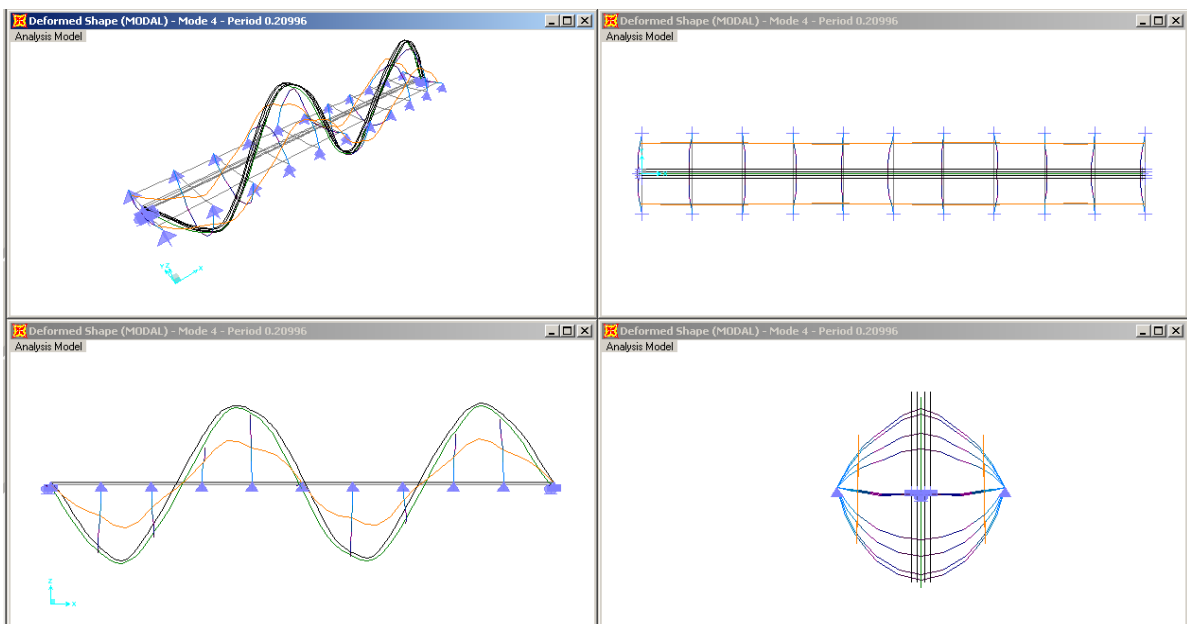 Deformed Shape (MODAL) - Mode 4 - Period 0.20996
Analysis Model
Deformed Shape (MODAL) - Mode 4 - Period 0.20996
Analysis Model
Deformed Shape (MODAL) - Mode 4 - Period 0.20996
Analysis Model
Deformed Shape (MODAL) - Mode 4 - Period 0.20996
Analysis Model
Y Z
X
X
Z
X